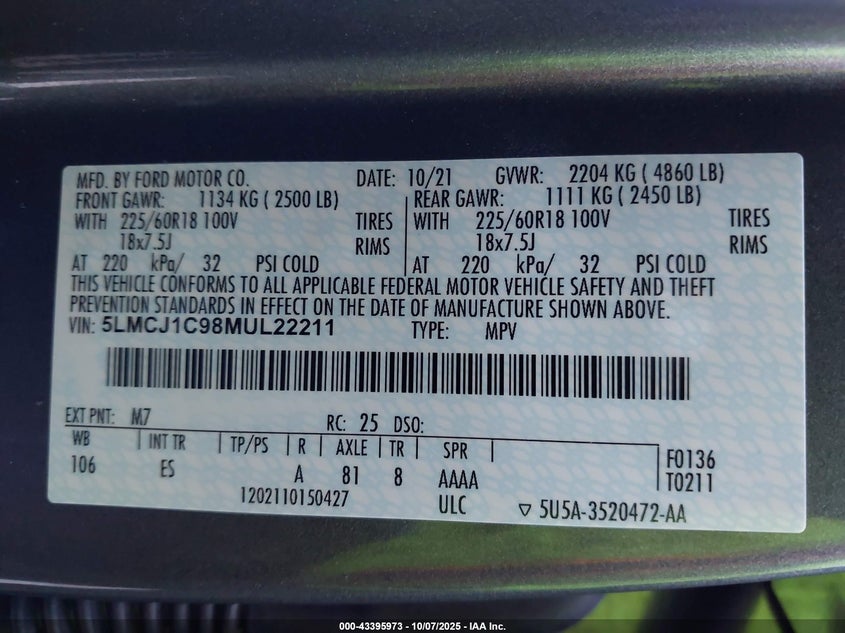 MFD. BY FORD MOTOR CO. DATE: 10/21 GVWR: 2204 KG ( 4860 LB)
FRONT GAWR: 1134 KG ( 2500 LB) REAR GAWR: 1111 KG ( 2450 LB)
WITH 225/60R18 100V TIRES WITH 225/60R18 100V TIRES
18x7.5J RIMS 18x7.5J RIMS
AT 220 kPa/ 32 PSI COLD AT 220 kPa/ 32 PSI COLD
THIS VEHICLE CONFORMS TO ALL APPLICABLE FEDERAL MOTOR VEHICLE SAFETY AND THEFT
PREVENTION STANDARDS IN EFFECT ON THE DATE OF MANUFACTURE SHOWN ABOVE.
VIN: 5LMCJ1C98MUL22211 TYPE: MPV
EXT PNT: M7 RC: 25 DSO:
WB INT TR TP/PS R AXLE TR SPR
106 ES A 81 8 AAAA
F0136
T0211
1202110150427 ULC ▽ 5U5A-3520472-AA
000-43395973 | 10/07/2025 - IAA Inc.